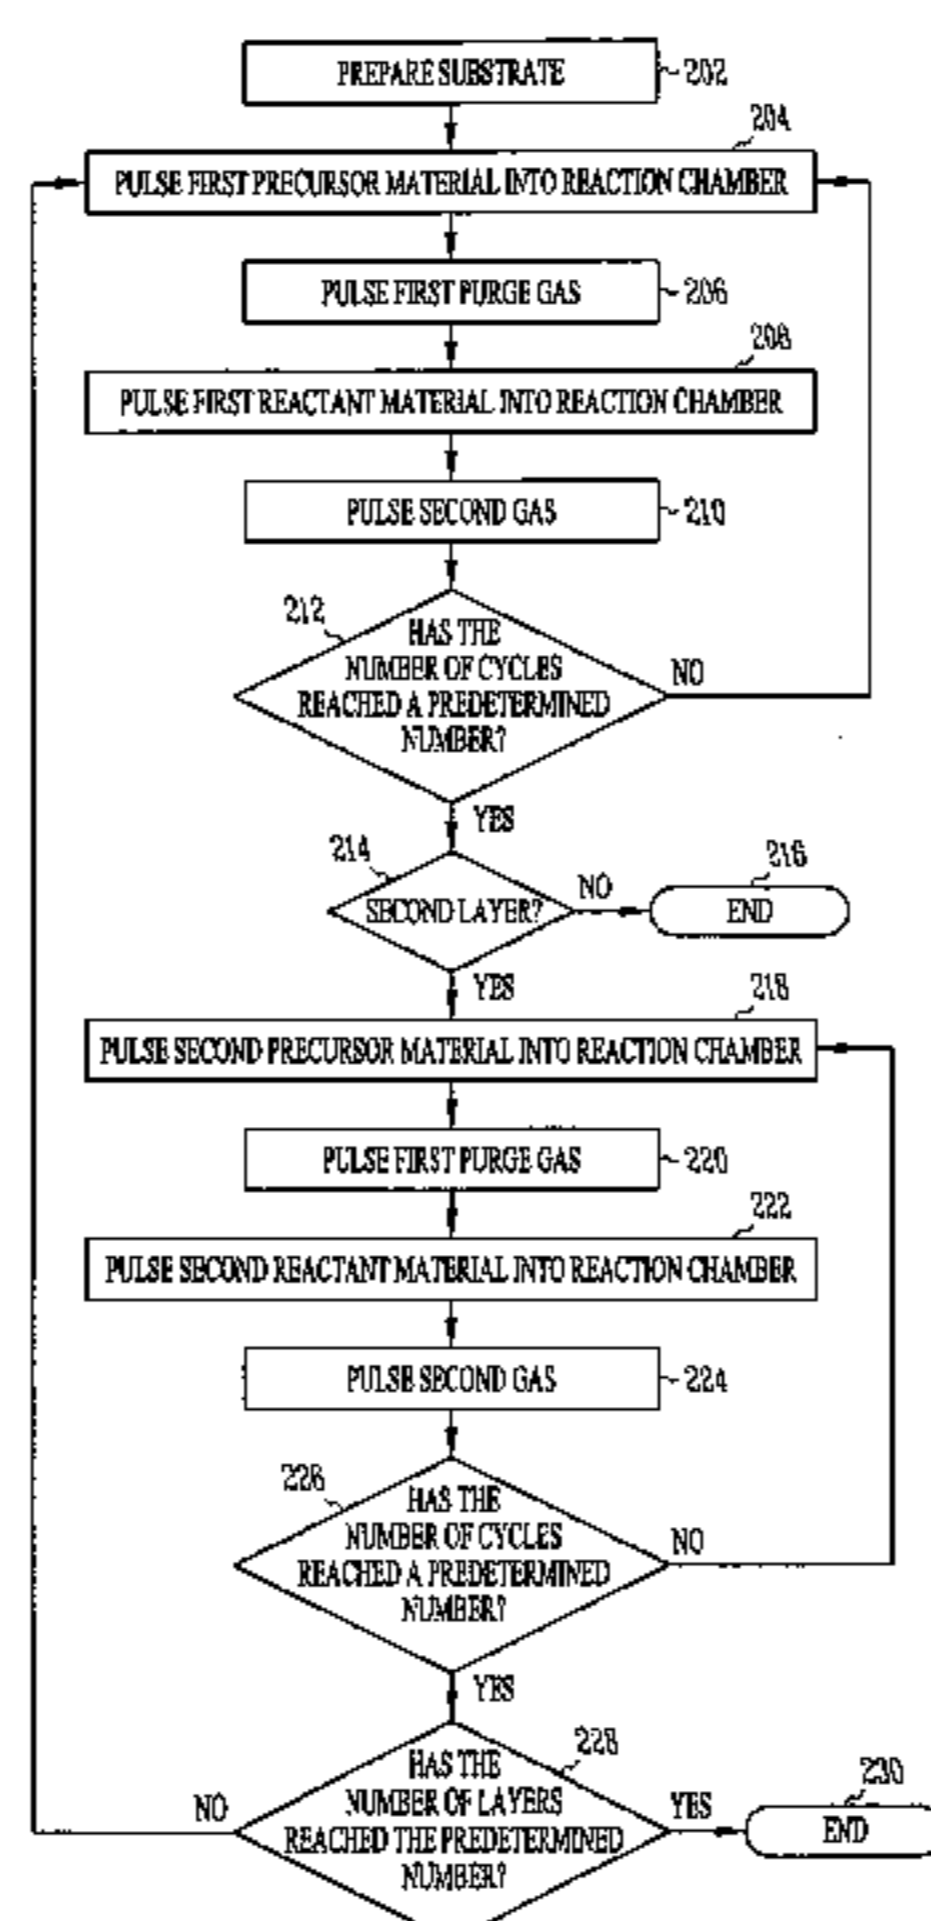 PREPARE SUBSTRATE
202
204
PULSE FIRST PRECURSOR MATERIAL INTO REACTION CHAMBER
PULSE FIRST PURGE GAS
206
208
PULSE FIRST REACTANT MATERIAL INTO REACTION CHAMBER
PULSE SECOND GAS
210
212
HAS THE
NUMBER OF CYCLES
REACHED A PREDETERMINED
NUMBER?
NO
YES
214
SECOND LAYER?
NO
216
END
YES
218
PULSE SECOND PRECURSOR MATERIAL INTO REACTION CHAMBER
PULSE FIRST PURGE GAS
220
222
PULSE SECOND REACTANT MATERIAL INTO REACTION CHAMBER
PULSE SECOND GAS
224
226
HAS THE
NUMBER OF CYCLES
REACHED A PREDETERMINED
NUMBER?
NO
YES
228
HAS THE
NUMBER OF LAYERS
REACHED THE PREDETERMINED
NUMBER?
NO
YES
230
END